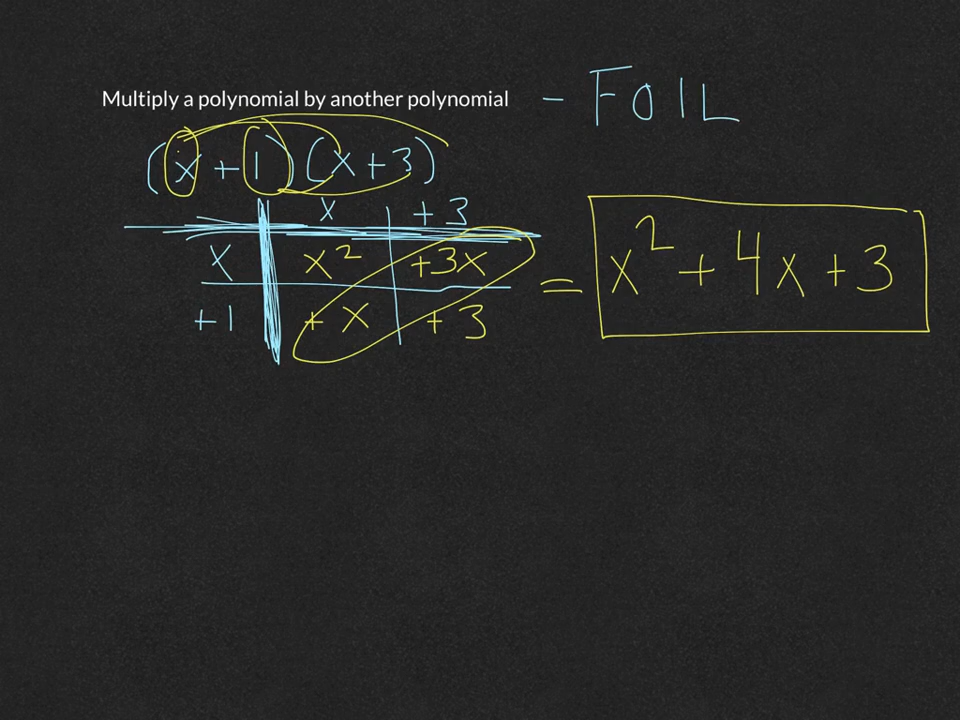 Multiply a polynomial by another polynomial - FOIL
(x + 1)(x + 3)
x + 3
x x² +3x
+1 + x + 3
= x² + 4x + 3